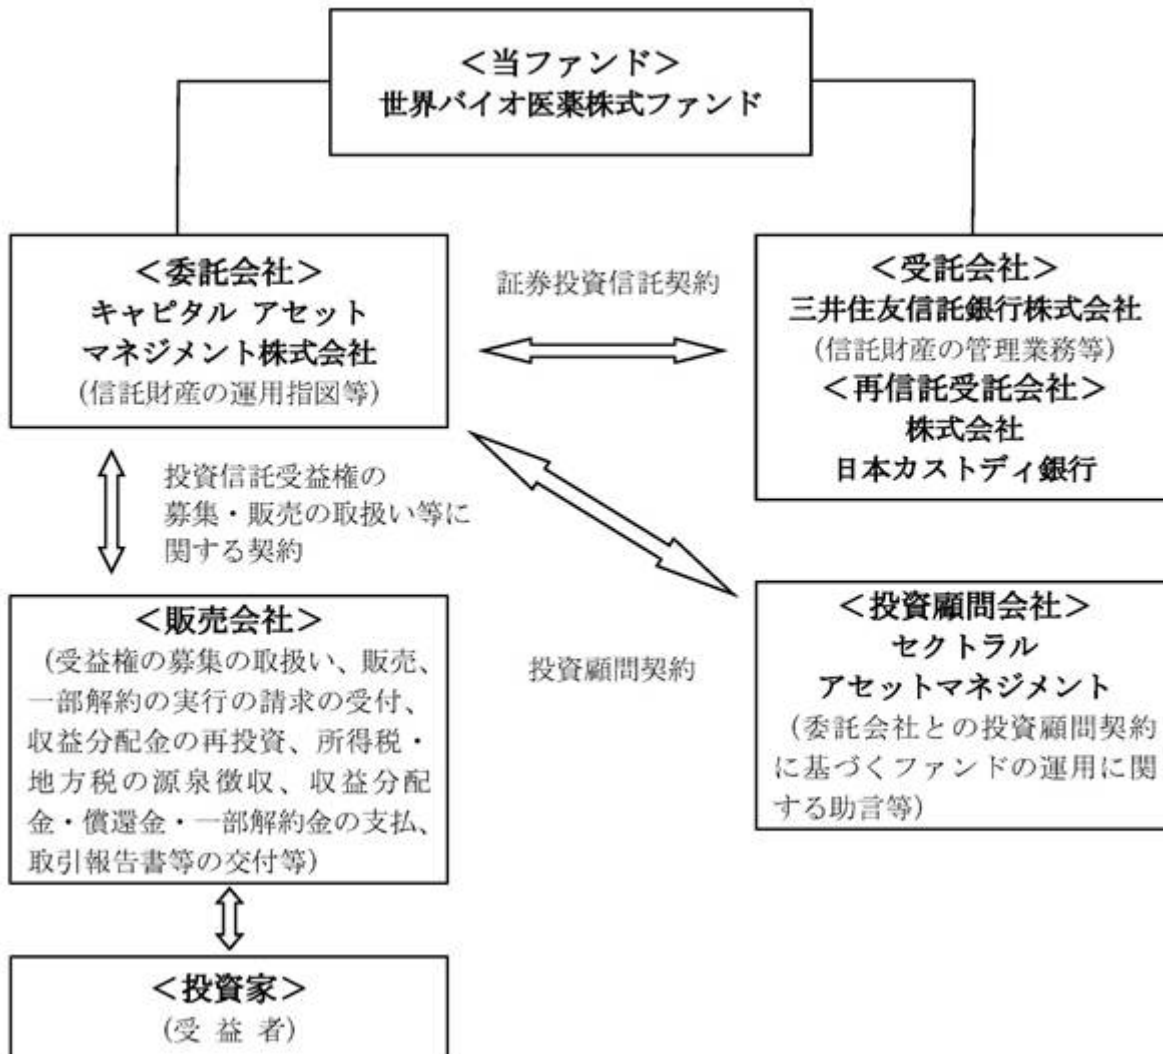 ＜当ファンド＞
世界バイオ医薬株式ファンド
＜委託会社＞
キャピタル アセット
マネジメント株式会社
（信託財産の運用指図等）
証券投資信託契約
＜受託会社＞
三井住友信託銀行株式会社
（信託財産の管理業務等）
＜再信託受託会社＞
株式会社
日本カストディ銀行
投資信託受益権の
募集・販売の取扱い等に
関する契約
＜販売会社＞
（受益権の募集の取扱い、販売、
一部解約の実行の請求の受付、
収益分配金の再投資、所得税・
地方税の源泉徴収、収益分配
金・償還金・一部解約金の支払、
取引報告書等の交付等）
投資顧問契約
＜投資顧問会社＞
セクトラル
アセットマネジメント
（委託会社との投資顧問契約
に基づくファンドの運用に関
する助言等）
＜投資家＞
（受 益 者）